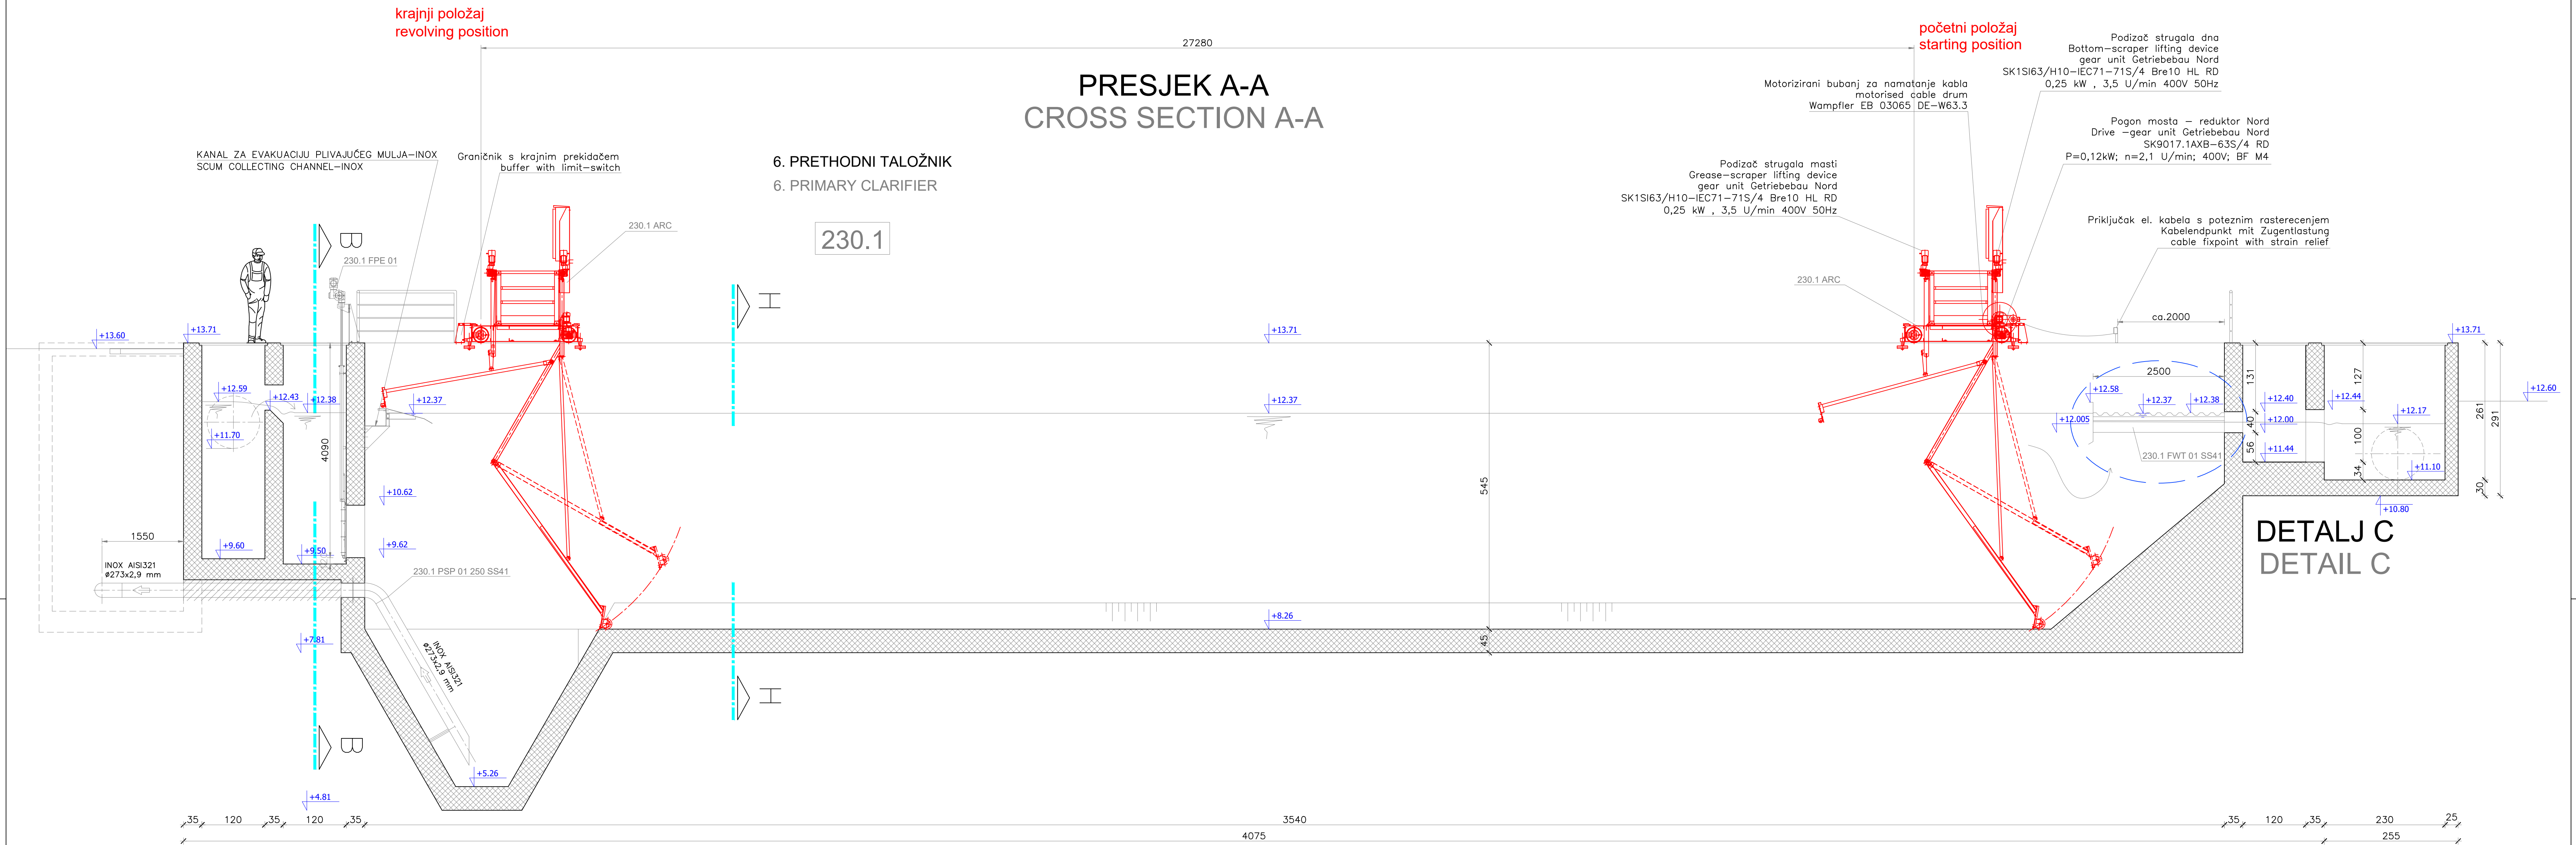 krajnji položaj
revolving position
27280
početni položaj
starting position
Podizač strugala dna
Bottom–scraper lifting device
gear unit Getriebebau Nord
SK1SI63/H10–IEC71–71S/4 Bre10 HL RD
0,25 kW , 3,5 U/min 400V 50Hz
PRESJEK A-A
CROSS SECTION A-A
Motorizirani bubanj za namatanje kabla
motorised cable drum
Wampfler EB 03065 DE–W63.3
Pogon mosta – reduktor Nord
Drive –gear unit Getriebebau Nord
SK9017.1AXB–63S/4 RD
P=0,12kW; n=2,1 U/min; 400V; BF M4
KANAL ZA EVAKUACIJU PLIVAJUĆEG MULJA–INOX
SCUM COLLECTING CHANNEL–INOX
Graničnik s krajnim prekidačem
buffer with limit–switch
6. PRETHODNI TALOŽNIK
6. PRIMARY CLARIFIER
230.1
Podizač strugala masti
Grease–scraper lifting device
gear unit Getriebebau Nord
SK1SI63/H10–IEC71–71S/4 Bre10 HL RD
0,25 kW , 3,5 U/min 400V 50Hz
Priključak el. kabela s poteznim rasterecenjem
Kabelendpunkt mit Zugentlastung
cable fixpoint with strain relief
B
230.1 FPE 01
230.1 ARC
H
230.1 ARC
ca.2000
+13.60
+13.71
+13.71
+13.71
2500
131
127
+12.59
+12.43
+12.38
+12.37
+12.37
+12.58
+12.37
+12.38
+12.40
+12.44
+12.60
+12.17
261
291
+11.70
4090
+12.005
40
+12.00
56
100
+11.44
230.1 FWT 01 SS41
34
+11.10
30
+10.80
+10.62
545
DETALJ C
DETAIL C
1550
+9.60
+9.50
+9.62
INOX AISI321
ø273x2,9 mm
230.1 PSP 01 250 SS41
+8.26
+7.81
45
INOX AISI321
ø273x2,9 mm
H
B
+5.26
+4.81
35
120
35
120
35
3540
35
120
35
230
25
4075
255